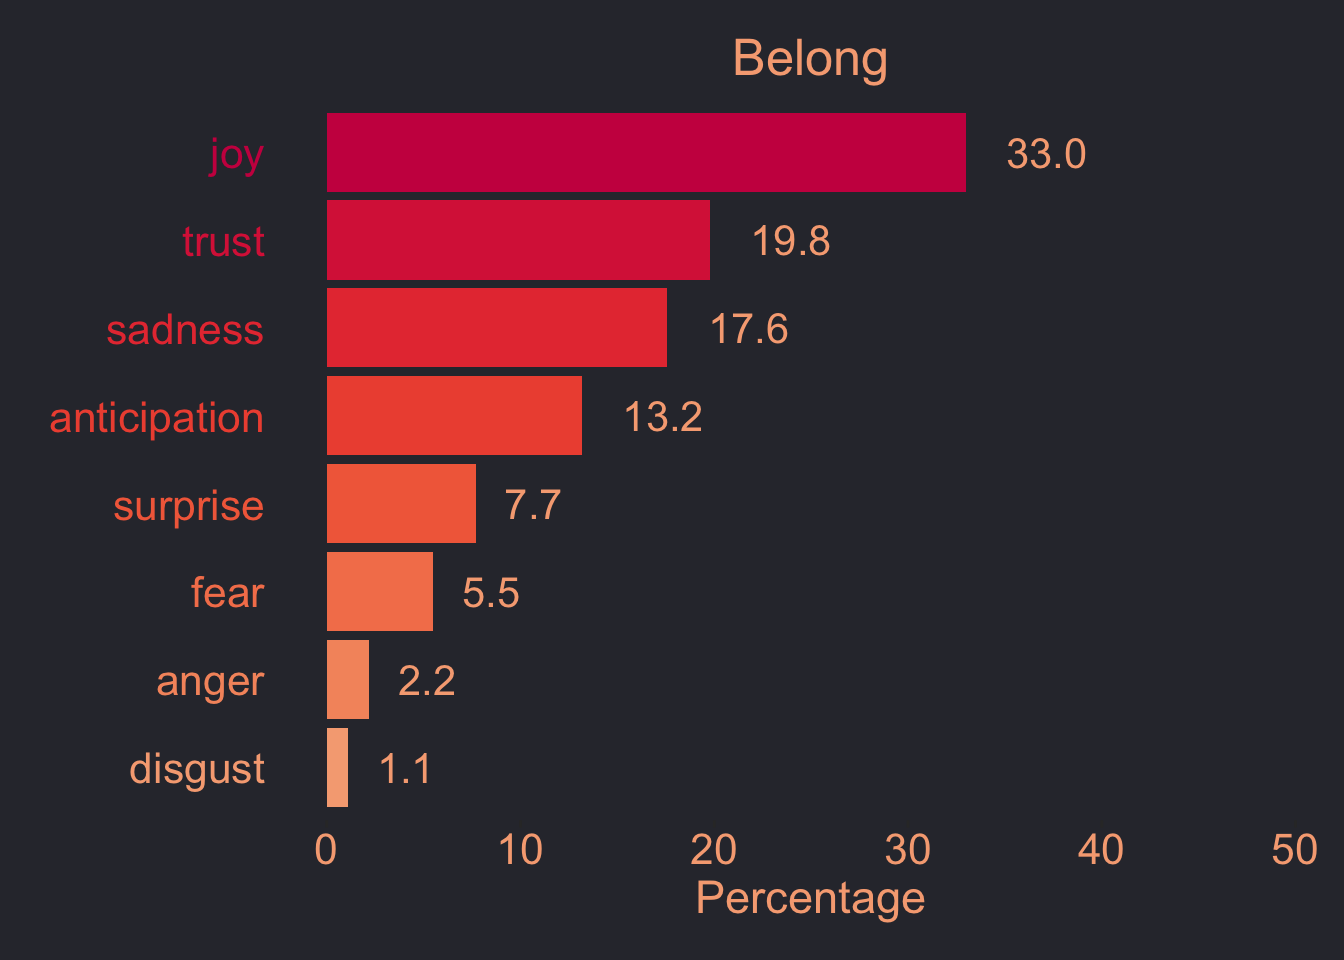 Belong
joy 33.0
trust 19.8
sadness 17.6
anticipation 13.2
surprise 7.7
fear 5.5
anger 2.2
disgust 1.1
0 10 20 30 40 50
Percentage